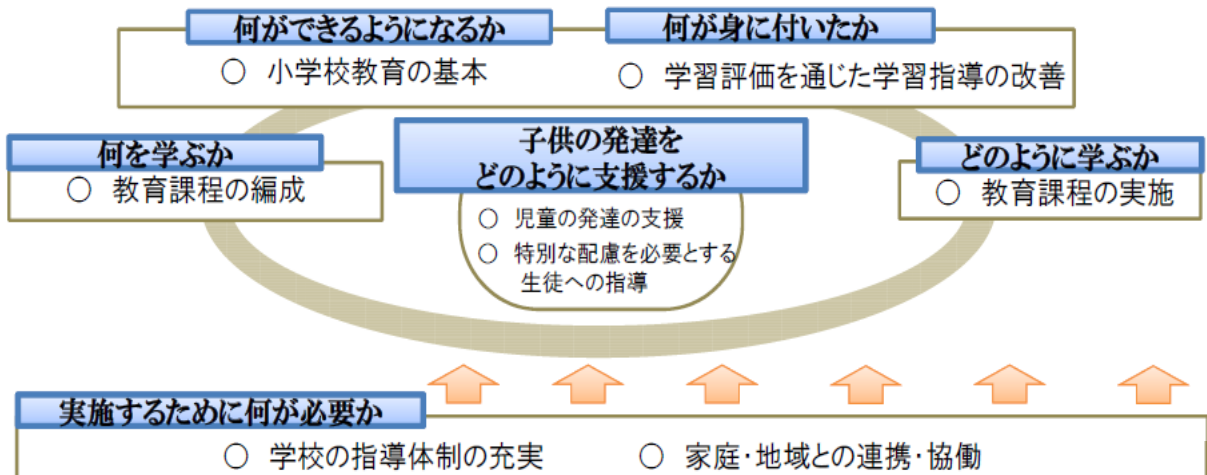 何ができるようになるか
何が身に付いたか
○ 小学校教育の基本
○ 学習評価を通じた学習指導の改善
何を学ぶか
○ 教育課程の編成
子供の発達を
どのように支援するか
○ 児童の発達の支援
○ 特別な配慮を必要とする
生徒への指導
どのように学ぶか
○ 教育課程の実施
実施するために何が必要か
○ 学校の指導体制の充実
○ 家庭・地域との連携・協働